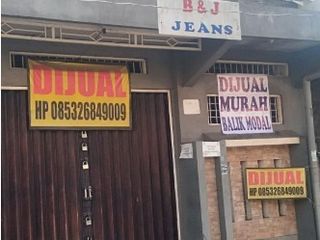 B & J
JEANS
DIJUAL
HP 085326849009
DIJUAL
MURAH
BALIK MODAL
DIJUAL
HP 085326849009